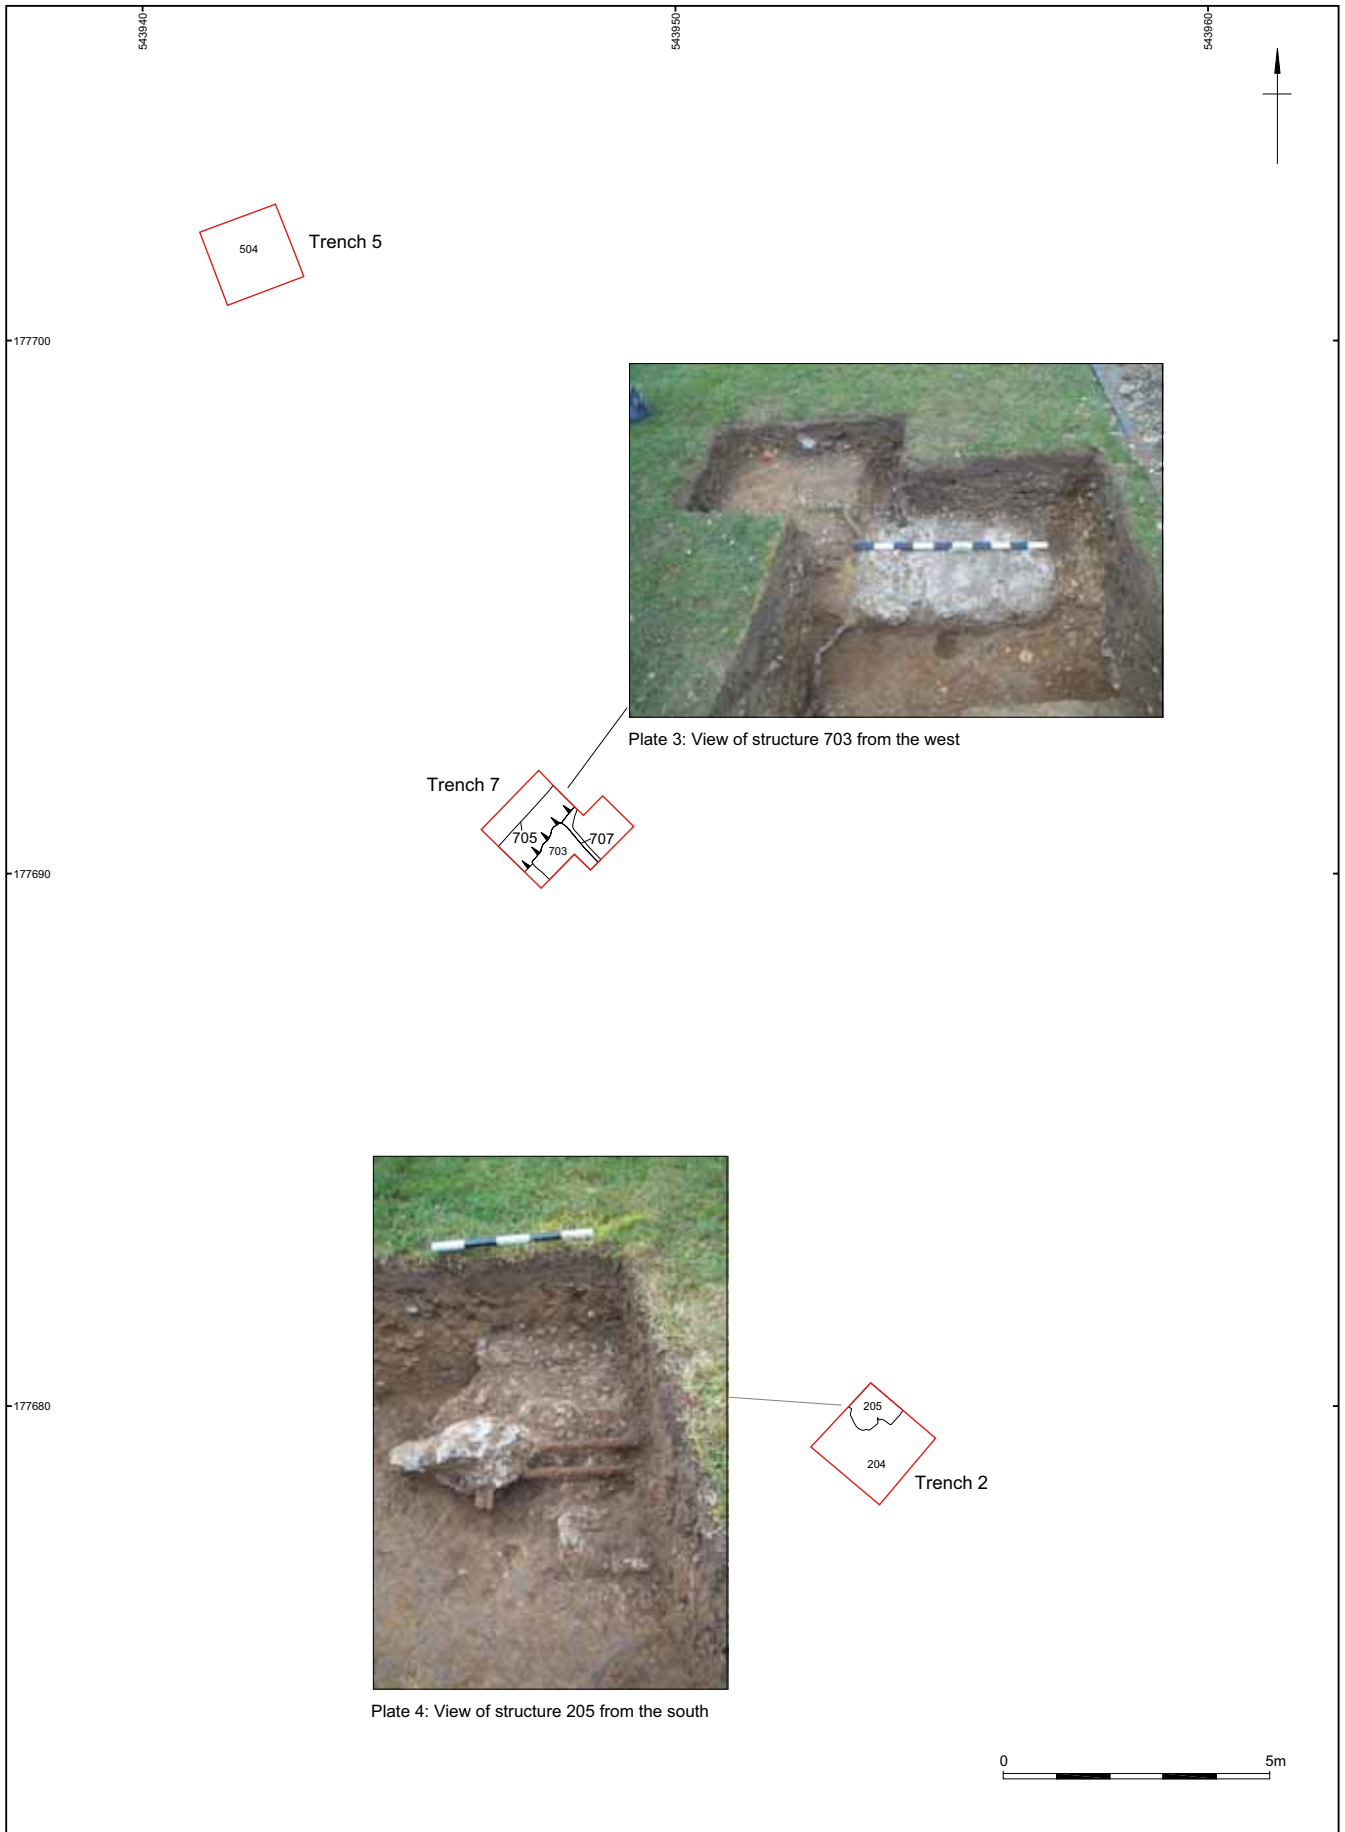 543940
543950
543960
504
Trench 5
177700
Plate 3: View of structure 703 from the west
Trench 7
705
707
703
177690
177680
205
204
Trench 2
Plate 4: View of structure 205 from the south
0 5m